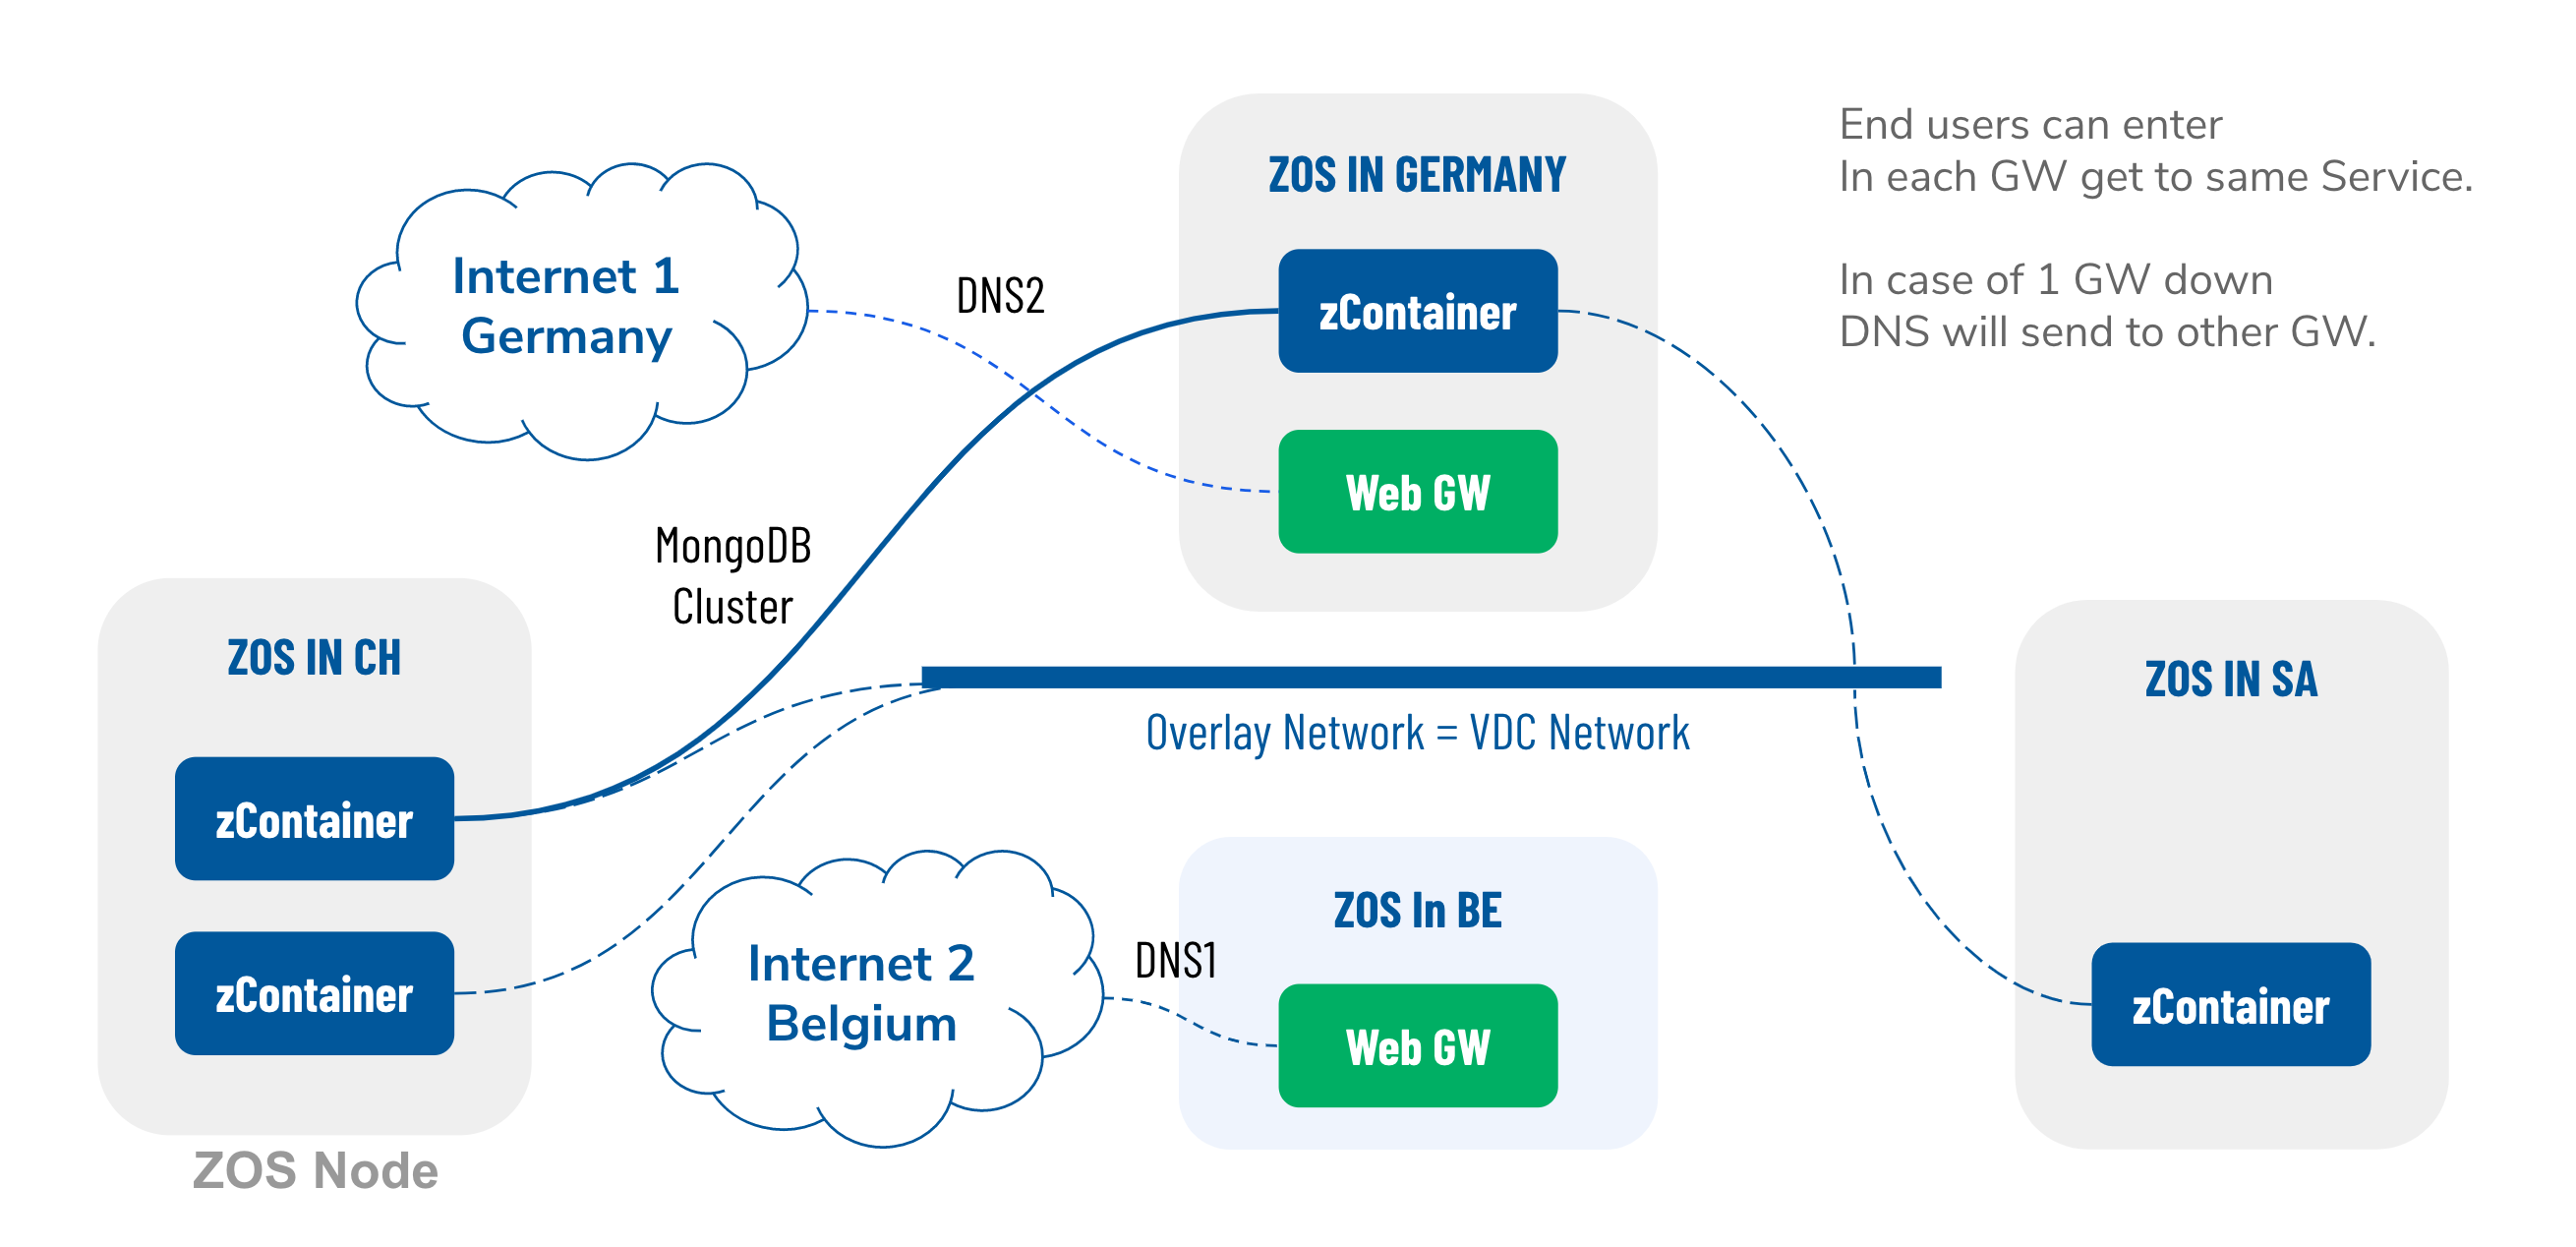 End users can enter
In each GW get to same Service.
In case of 1 GW down
DNS will send to other GW.
ZOS IN GERMANY
zContainer
Web GW
Internet 1
Germany
DNS2
MongoDB
Cluster
ZOS IN CH
zContainer
zContainer
ZOS Node
Overlay Network = VDC Network
Internet 2
Belgium
DNS1
ZOS In BE
Web GW
ZOS IN SA
zContainer